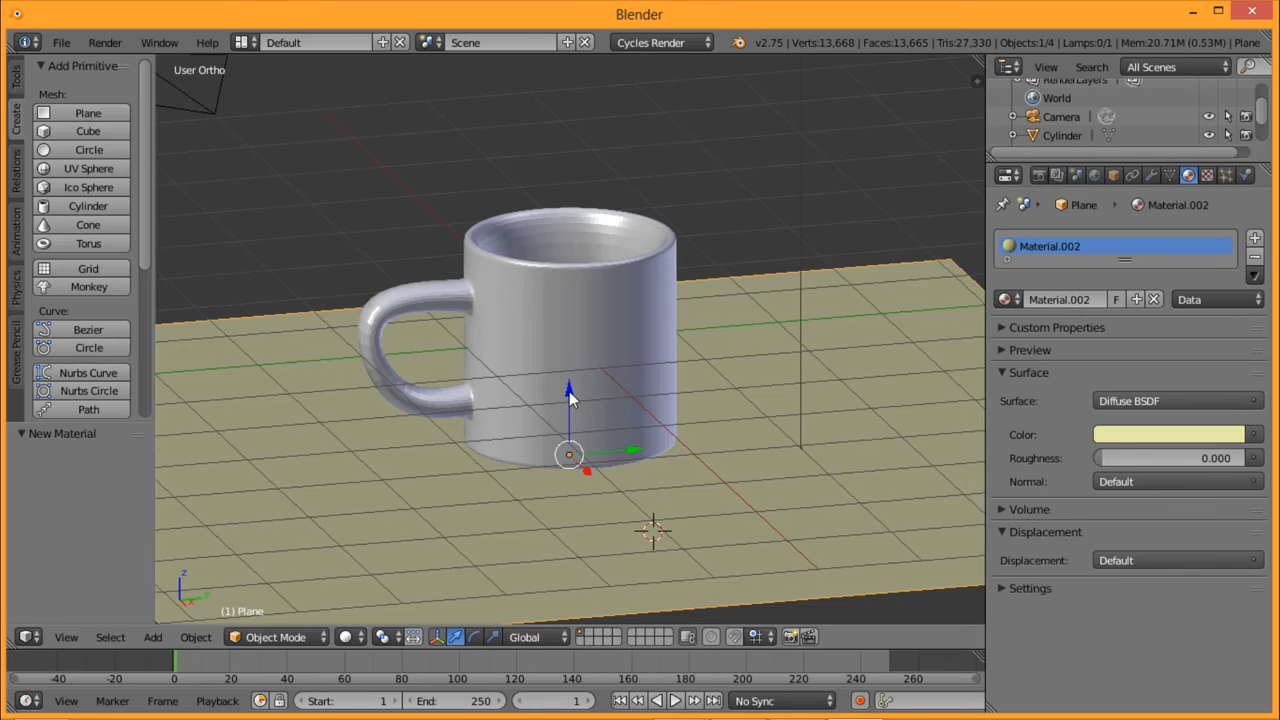 Blender
File Render Window Help Default Scene Cycles Render v2.75 | Verts:13,668 | Faces:13,665 | Tris:27,330 | Objects:1/4 | Lamps:0/1 | Mem:20.71M (0.53M) | Plane
Tools
Create
Relations
Animation
Physics
Grease Pencil
Add Primitive
Mesh:
Plane
Cube
Circle
UV Sphere
Ico Sphere
Cylinder
Cone
Torus
Grid
Monkey
Curve:
Bezier
Circle
Nurbs Curve
Nurbs Circle
Path
New Material
User Ortho
z
y
x
(1) Plane
View Select Add Object Object Mode Global
-40 -20 0 20 40 60 80 100 120 140 160 180 200 220 240 260
View Marker Frame Playback Start: 1 End: 250 1 No Sync
View Search All Scenes
RenderLayers
World
Camera
Cylinder
Plane Material.002
Material.002
Material.002 F Data
Custom Properties
Preview
Surface
Surface: Diffuse BSDF
Color:
Roughness: 0.000
Normal: Default
Volume
Displacement
Displacement: Default
Settings